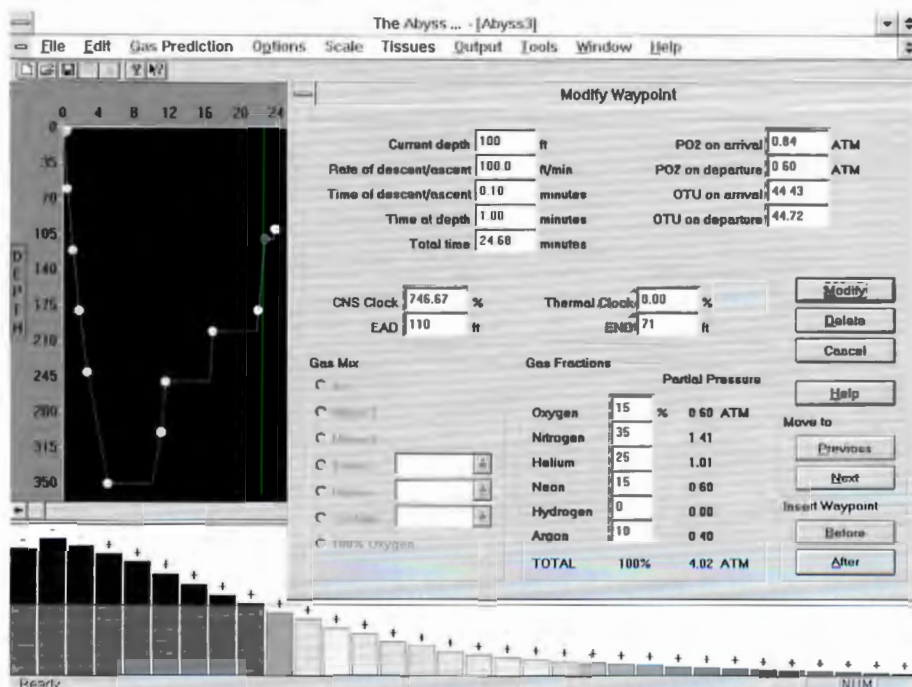 The Abyss ... - [Abyss3]
File Edit Gas Prediction Options Scale Tissues Output Tools Window Help
Modify Waypoint
0 4 8 12 16 20 24
0
35
70
105
140
175
210
245
280
315
350
DEPTH
Current depth 100 ft
Rate of descent/ascent 100.0 ft/min
Time of descent/ascent 0.10 minutes
Time at depth 1.00 minutes
Total time 24.68 minutes
PO2 on arrival 0.84 ATM
PO2 on departure 0.60 ATM
OTU on arrival 44.43
OTU on departure 44.72
CNS Clock 746.67 %
EAD 110 ft
Thermal Clock 0.00 %
END 71 ft
Modify
Delete
Cancel
Help
Move to
Previous
Next
Insert Waypoint
Before
After
Gas Mix
100% Oxygen
Gas Fractions
Partial Pressure
Oxygen 15 % 0.60 ATM
Nitrogen 35 1.41
Helium 25 1.01
Neon 15 0.60
Hydrogen 0 0.00
Argon 10 0.40
TOTAL 100% 4.02 ATM
Ready NUM